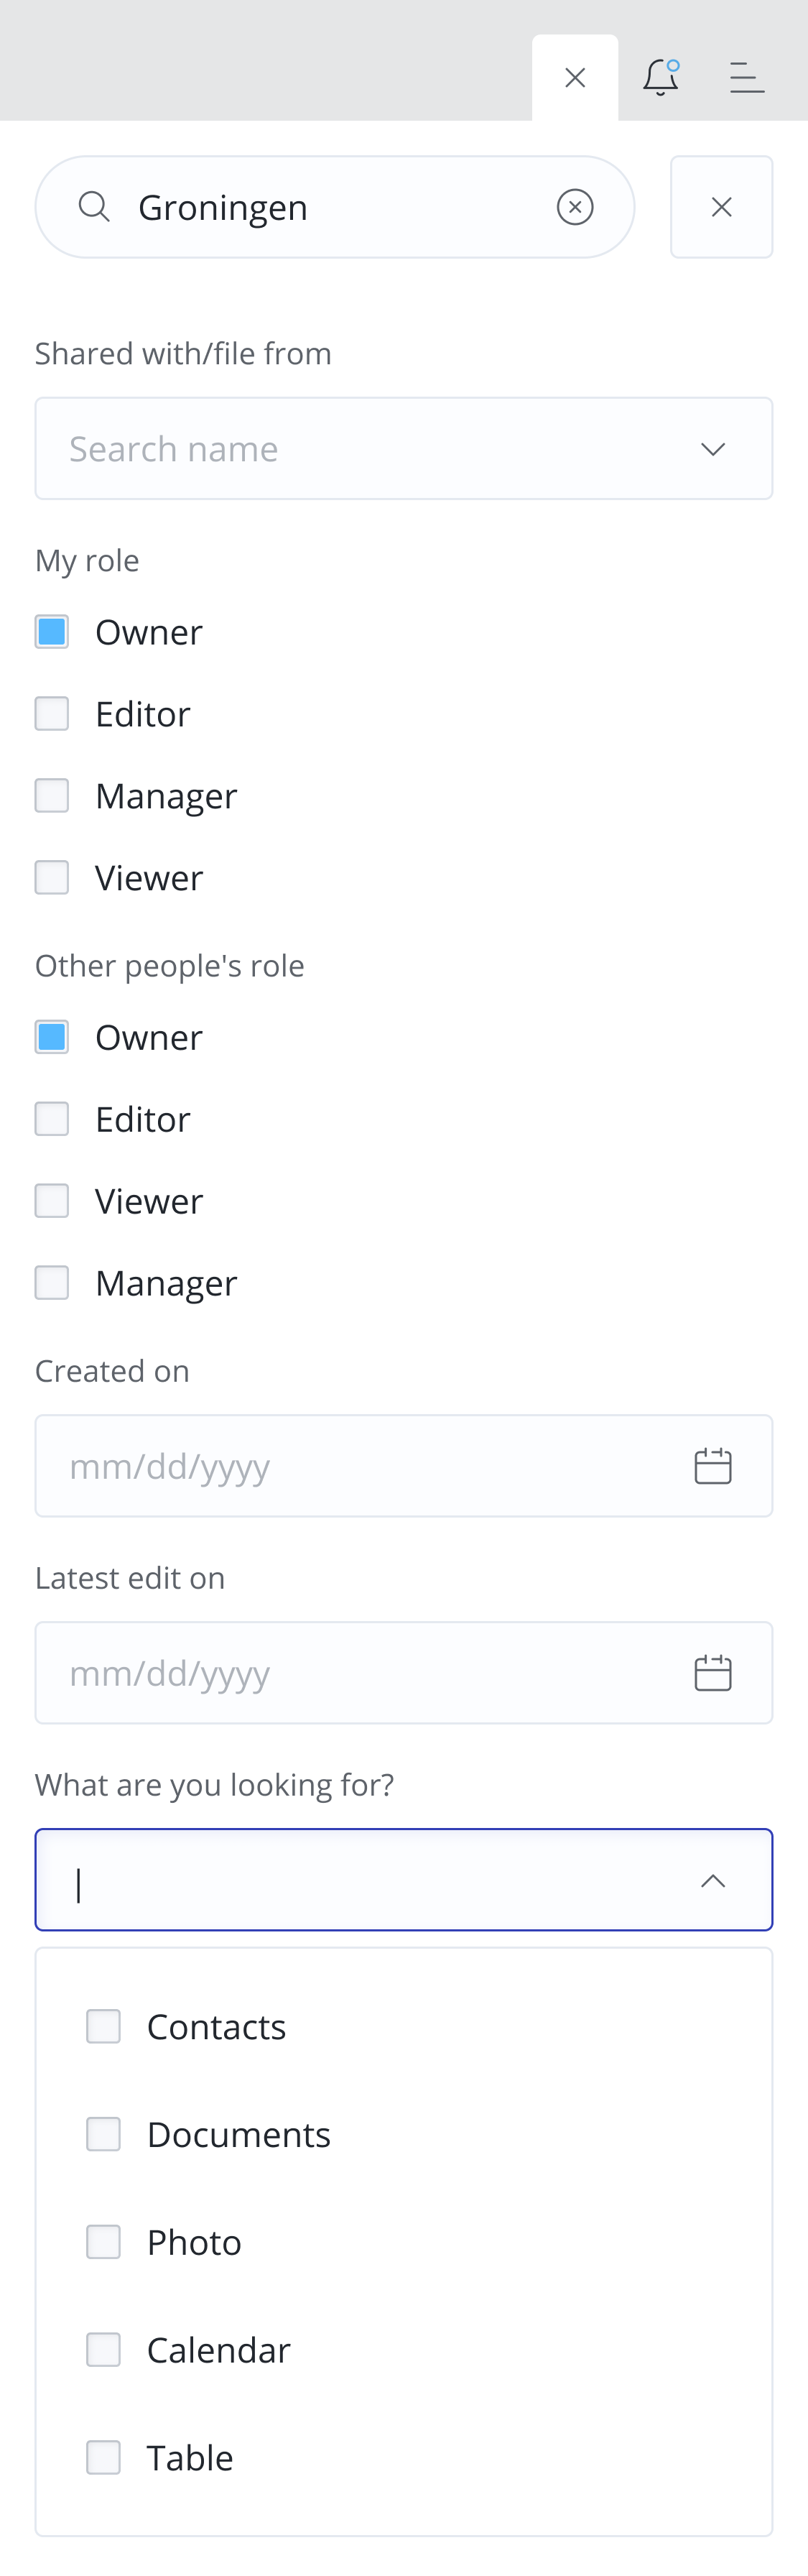 Groningen
Shared with/file from
Search name
My role
Owner
Editor
Manager
Viewer
Other people's role
Owner
Editor
Viewer
Manager
Created on
mm/dd/yyyy
Latest edit on
mm/dd/yyyy
What are you looking for?
Contacts
Documents
Photo
Calendar
Table